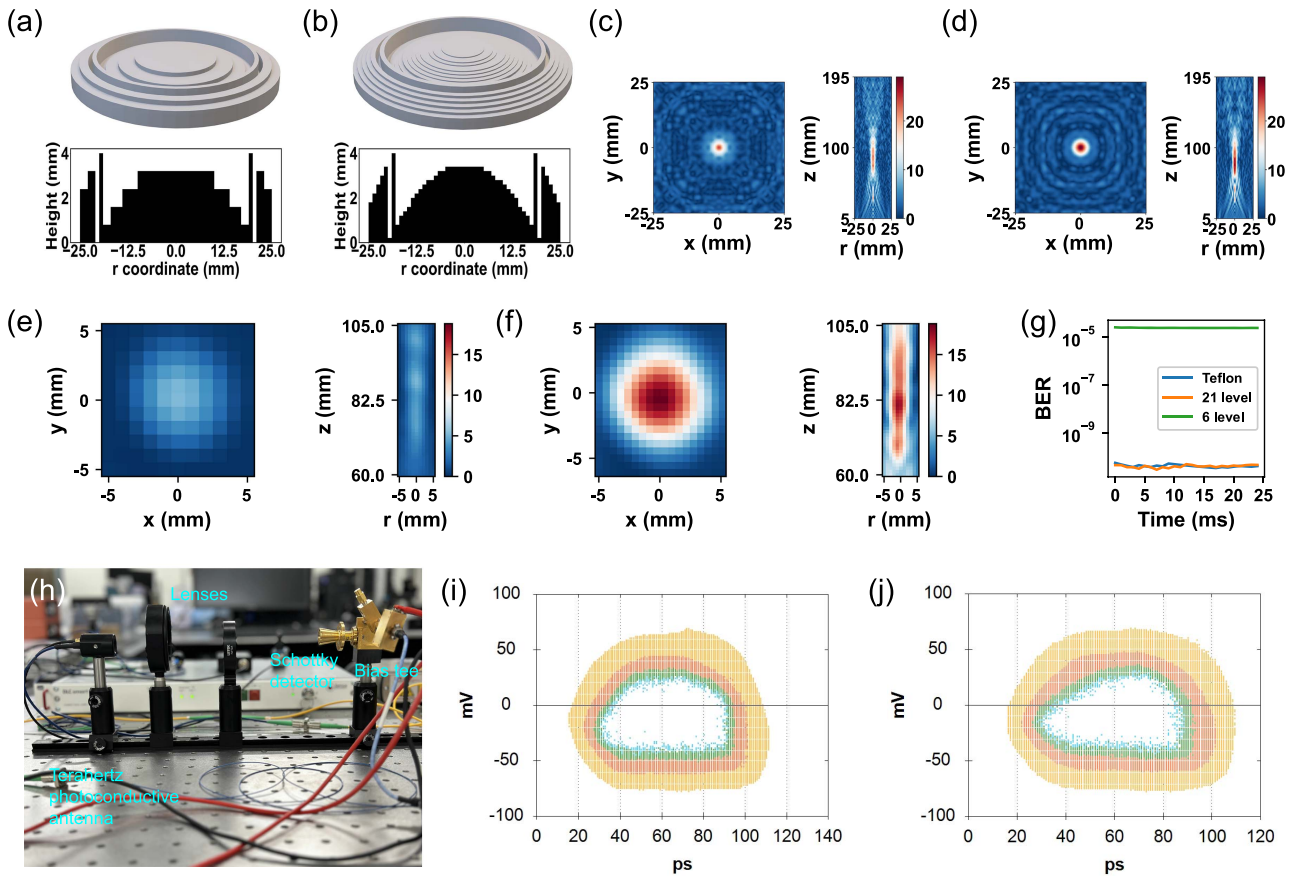 (a)
(b)
(c)
(d)
Height (mm)
4
2
0
−25.0 −12.5 0.0 12.5 25.0
r coordinate (mm)
Height (mm)
4
2
0
−25.0 −12.5 0.0 12.5 25.0
r coordinate (mm)
y (mm)
25
0
-25
-25 0 25
x (mm)
z (mm)
195
100
5
-25 0 25
r (mm)
20
10
0
y (mm)
25
0
-25
-25 0 25
x (mm)
z (mm)
195
100
5
-25 0 25
r (mm)
20
10
0
(e)
y (mm)
5
0
-5
-5 0 5
x (mm)
z (mm)
105.0
82.5
60.0
-5 0 5
r (mm)
15
10
5
0
(f)
y (mm)
5
0
-5
-5 0 5
x (mm)
z (mm)
105.0
82.5
60.0
-5 0 5
r (mm)
15
10
5
0
(g)
BER
10−5
10−7
10−9
Teflon
21 level
6 level
0 5 10 15 20 25
Time (ms)
(h)
Lenses
Schottky
detector
Bias tee
Terahertz
photoconductive
antenna
(i)
mV
100
50
0
-50
-100
0 20 40 60 80 100 120 140
ps
(j)
mV
100
50
0
-50
-100
0 20 40 60 80 100 120
ps